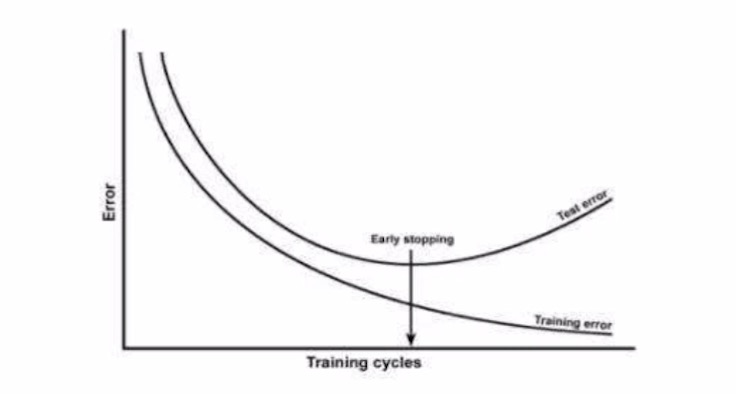 Error
Early stopping
Test error
Training error
Training cycles